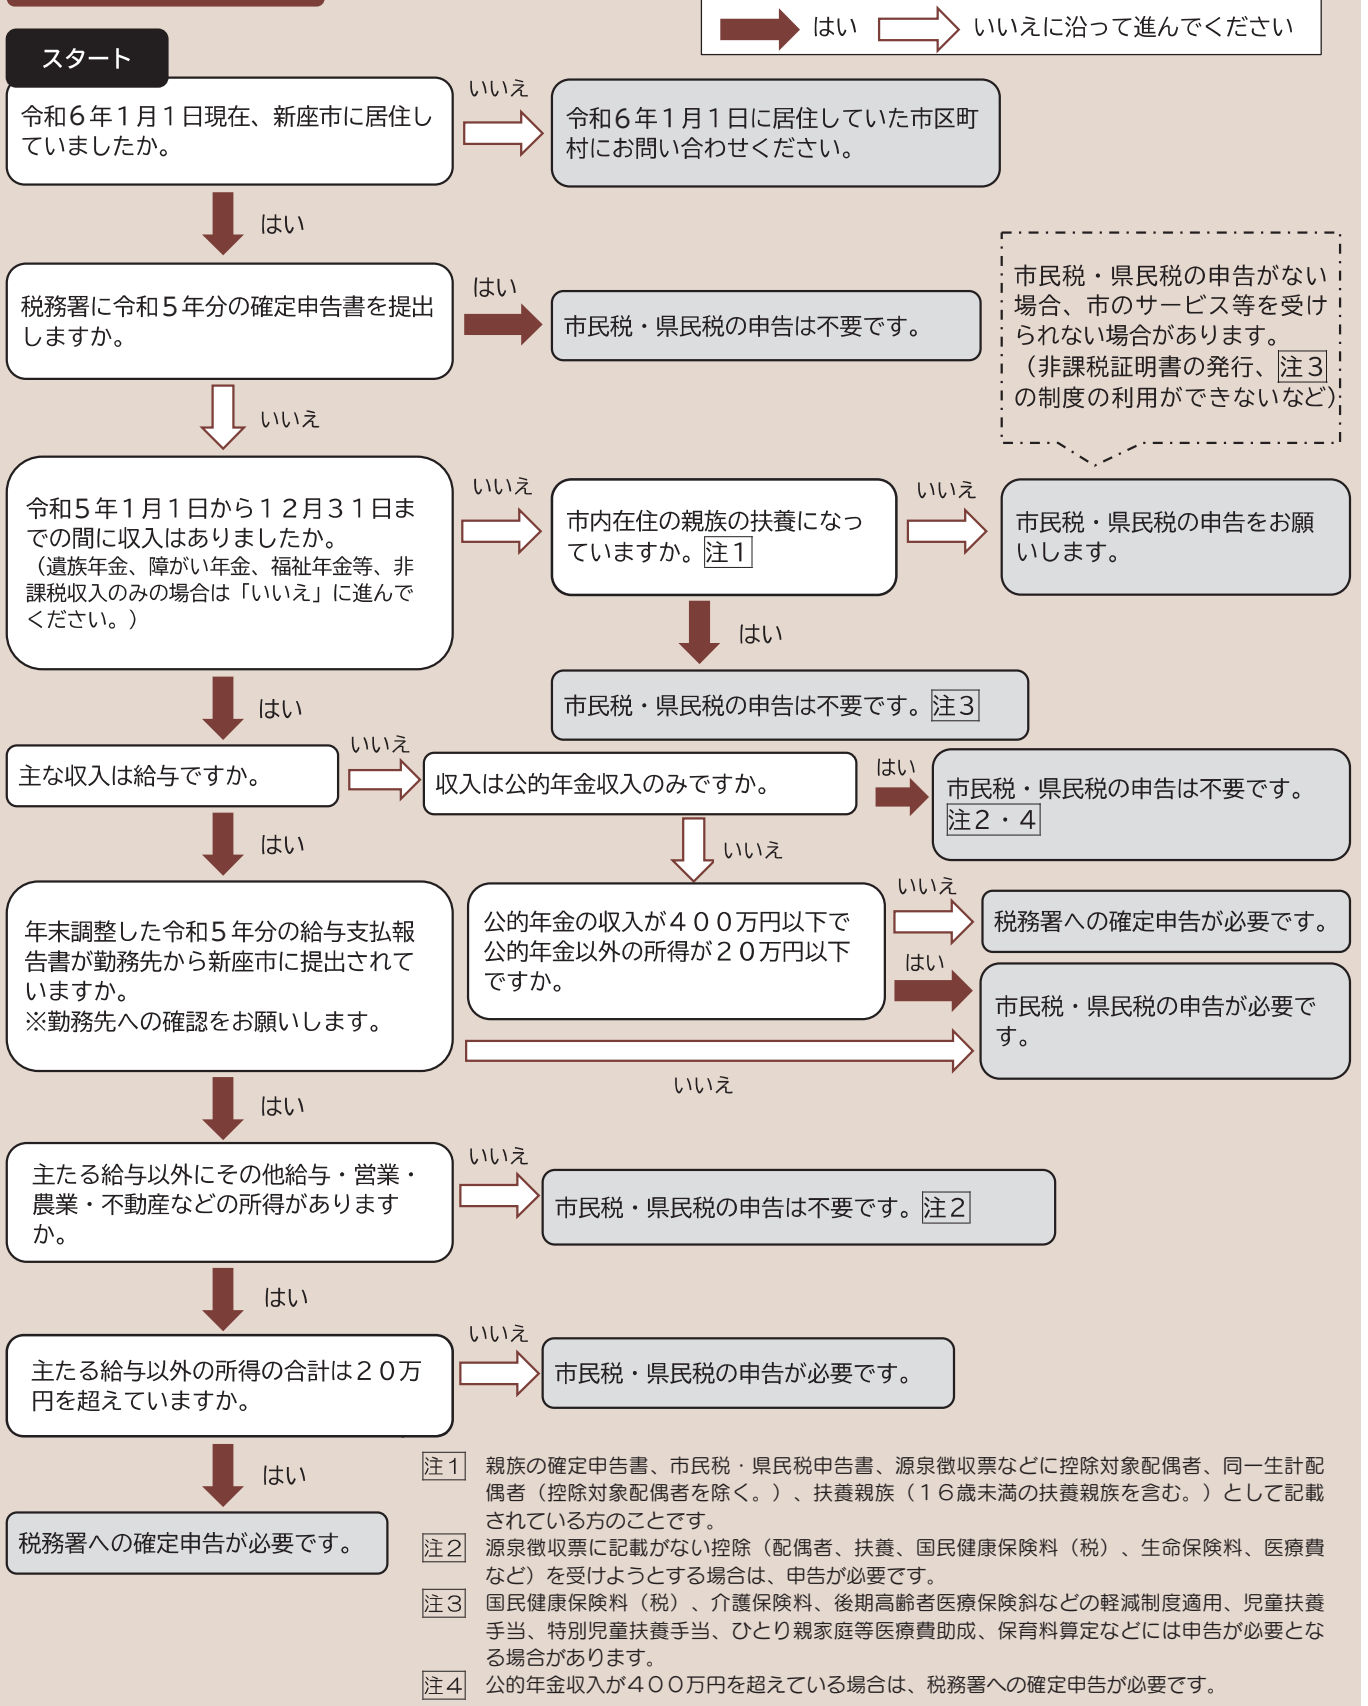 はい
いいえに沿って進んでください
スタート
令和６年１月１日現在、新座市に居住し
ていましたか。
いいえ
令和６年１月１日に居住していた市区町
村にお問い合わせください。
はい
税務署に令和５年分の確定申告書を提出
しますか。
はい
市民税・県民税の申告は不要です。
市民税・県民税の申告がない
場合、市のサービス等を受け
られない場合があります。
（非課税証明書の発行、注３
の制度の利用ができないなど）
いいえ
令和５年１月１日から１２月３１日ま
での間に収入はありましたか。
（遺族年金、障がい年金、福祉年金等、非
課税収入のみの場合は「いいえ」に進んで
ください。）
いいえ
市内在住の親族の扶養になっ
ていますか。注１
いいえ
市民税・県民税の申告をお願
いします。
はい
市民税・県民税の申告は不要です。注３
はい
主な収入は給与ですか。
いいえ
収入は公的年金収入のみですか。
はい
市民税・県民税の申告は不要です。
注２・４
はい
いいえ
年末調整した令和５年分の給与支払報
告書が勤務先から新座市に提出されて
いますか。
※勤務先への確認をお願いします。
公的年金の収入が４００万円以下で
公的年金以外の所得が２０万円以下
ですか。
いいえ
税務署への確定申告が必要です。
はい
市民税・県民税の申告が必要で
す。
いいえ
はい
主たる給与以外にその他給与・営業・
農業・不動産などの所得があります
か。
いいえ
市民税・県民税の申告は不要です。注２
はい
主たる給与以外の所得の合計は２０万
円を超えていますか。
いいえ
市民税・県民税の申告が必要です。
はい
税務署への確定申告が必要です。
注１ 親族の確定申告書、市民税・県民税申告書、源泉徴収票などに控除対象配偶者、同一生計配
偶者（控除対象配偶者を除く。）、扶養親族（１６歳未満の扶養親族を含む。）として記載
されている方のことです。
注２ 源泉徴収票に記載がない控除（配偶者、扶養、国民健康保険料（税）、生命保険料、医療費
など）を受けようとする場合は、申告が必要です。
注３ 国民健康保険料（税）、介護保険料、後期高齢者医療保険斜などの軽減制度適用、児童扶養
手当、特別児童扶養手当、ひとり親家庭等医療費助成、保育料算定などには申告が必要とな
る場合があります。
注４ 公的年金収入が４００万円を超えている場合は、税務署への確定申告が必要です。